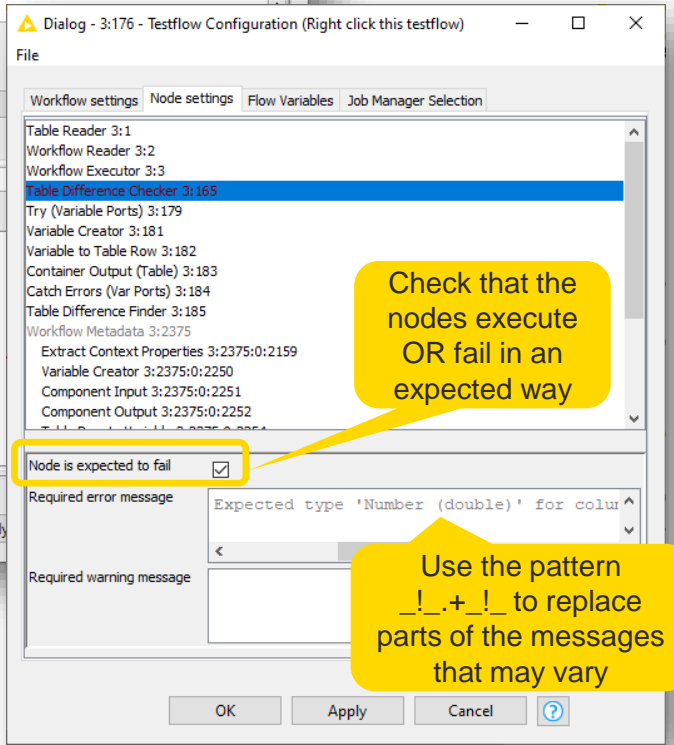 Dialog - 3:176 - Testflow Configuration (Right click this testflow)
File
Workflow settings Node settings Flow Variables Job Manager Selection
Table Reader 3:1
Workflow Reader 3:2
Workflow Executor 3:3
Table Difference Checker 3:165
Try (Variable Ports) 3:179
Variable Creator 3:181
Variable to Table Row 3:182
Container Output (Table) 3:183
Catch Errors (Var Ports) 3:184
Table Difference Finder 3:185
Workflow Metadata 3:2375
Extract Context Properties 3:2375:0:2159
Variable Creator 3:2375:0:2250
Component Input 3:2375:0:2251
Component Output 3:2375:0:2252
Check that the
nodes execute
OR fail in an
expected way
Node is expected to fail
Required error message
Expected type 'Number (double)' for colum
Required warning message
Use the pattern
_!_.+_!_ to replace
parts of the messages
that may vary
OK Apply Cancel ?